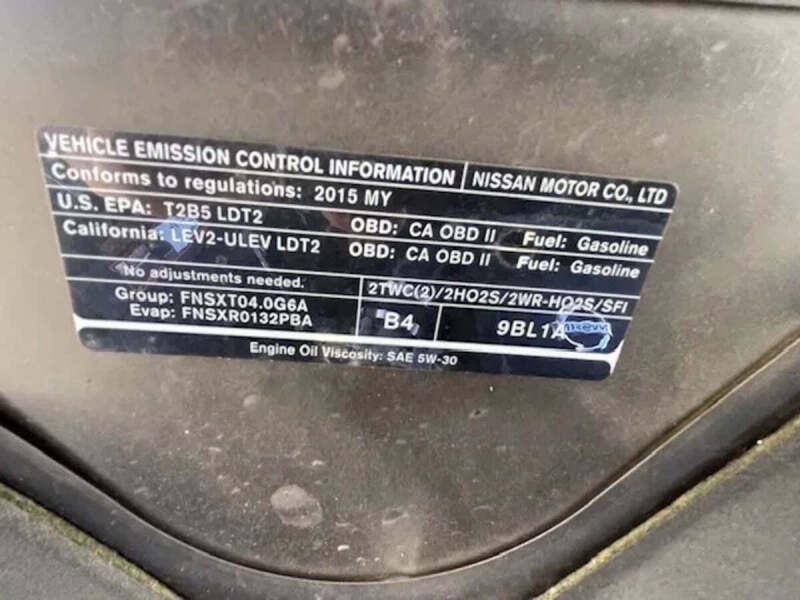 VEHICLE EMISSION CONTROL INFORMATION NISSAN MOTOR CO., LTD
Conforms to regulations: 2015 MY
U.S. EPA: T2B5 LDT2 OBD: CA OBD II Fuel: Gasoline
California: LEV2-ULEV LDT2 OBD: CA OBD II Fuel: Gasoline
No adjustments needed. 2TWC(2)/2HO2S/2WR-HO2S/SFI
Group: FNSXT04.0G6A
Evap: FNSXR0132PBA B4 9BL1A
Engine Oil Viscosity: SAE 5W-30